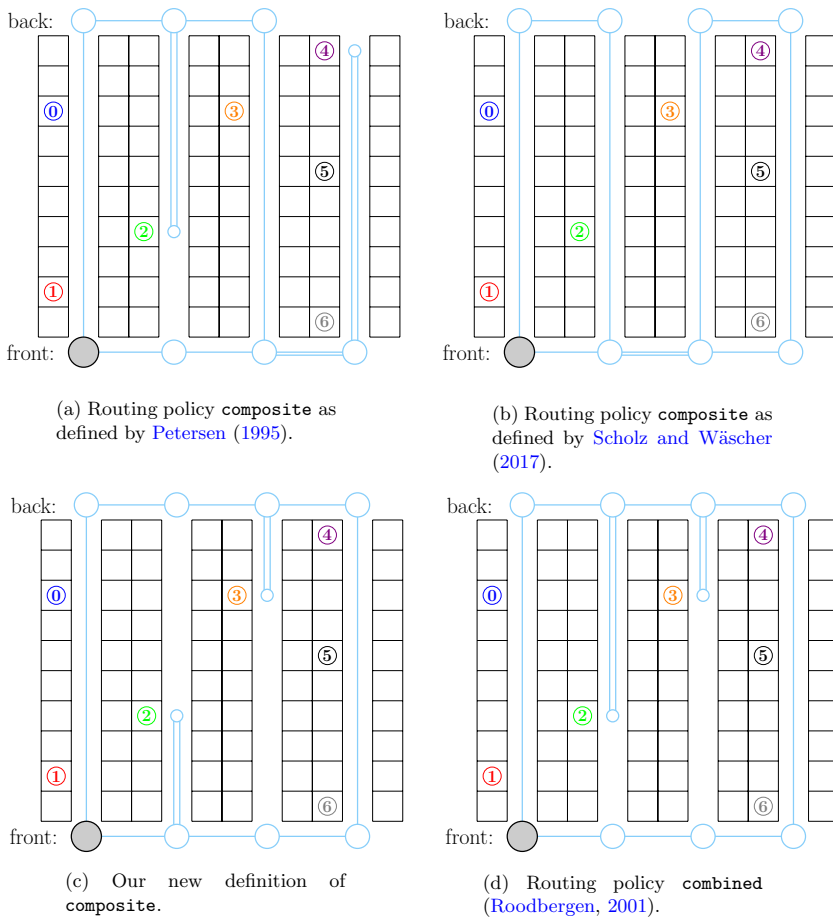 back:
0
1
2
3
4
5
6
front:
(a) Routing policy composite as
defined by Petersen (1995).
back:
0
1
2
3
4
5
6
front:
(b) Routing policy composite as
defined by Scholz and Wäscher
(2017).
back:
0
1
2
3
4
5
6
front:
(c) Our new definition of
composite.
back:
0
1
2
3
4
5
6
front:
(d) Routing policy combined
(Roodbergen, 2001).